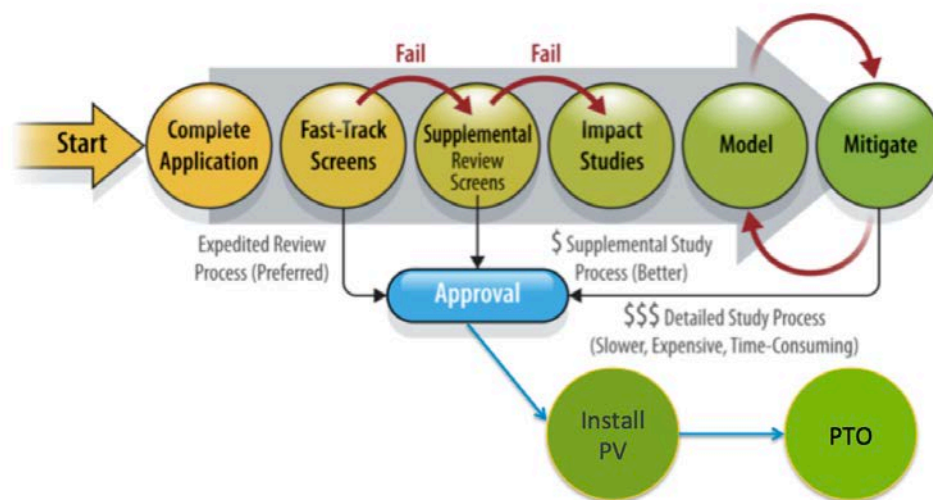 Fail
Fail
Start
Complete
Application
Fast-Track
Screens
Supplemental
Review
Screens
Impact
Studies
Model
Mitigate
Expedited Review
Process (Preferred)
$ Supplemental Study
Process (Better)
Approval
$$$ Detailed Study Process
(Slower, Expensive, Time-Consuming)
Install
PV
PTO